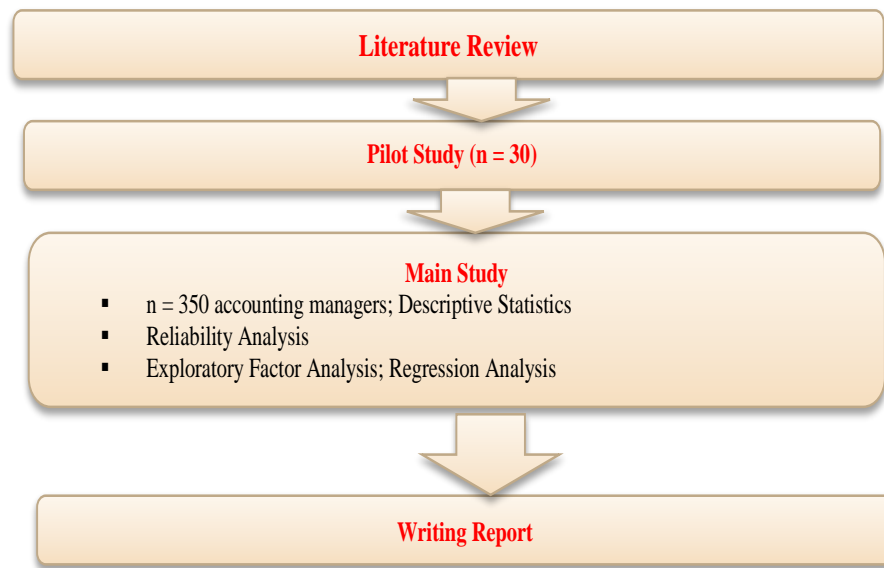 Literature Review
Pilot Study (n = 30)
Main Study
▪ n = 350 accounting managers; Descriptive Statistics
▪ Reliability Analysis
▪ Exploratory Factor Analysis; Regression Analysis
Writing Report